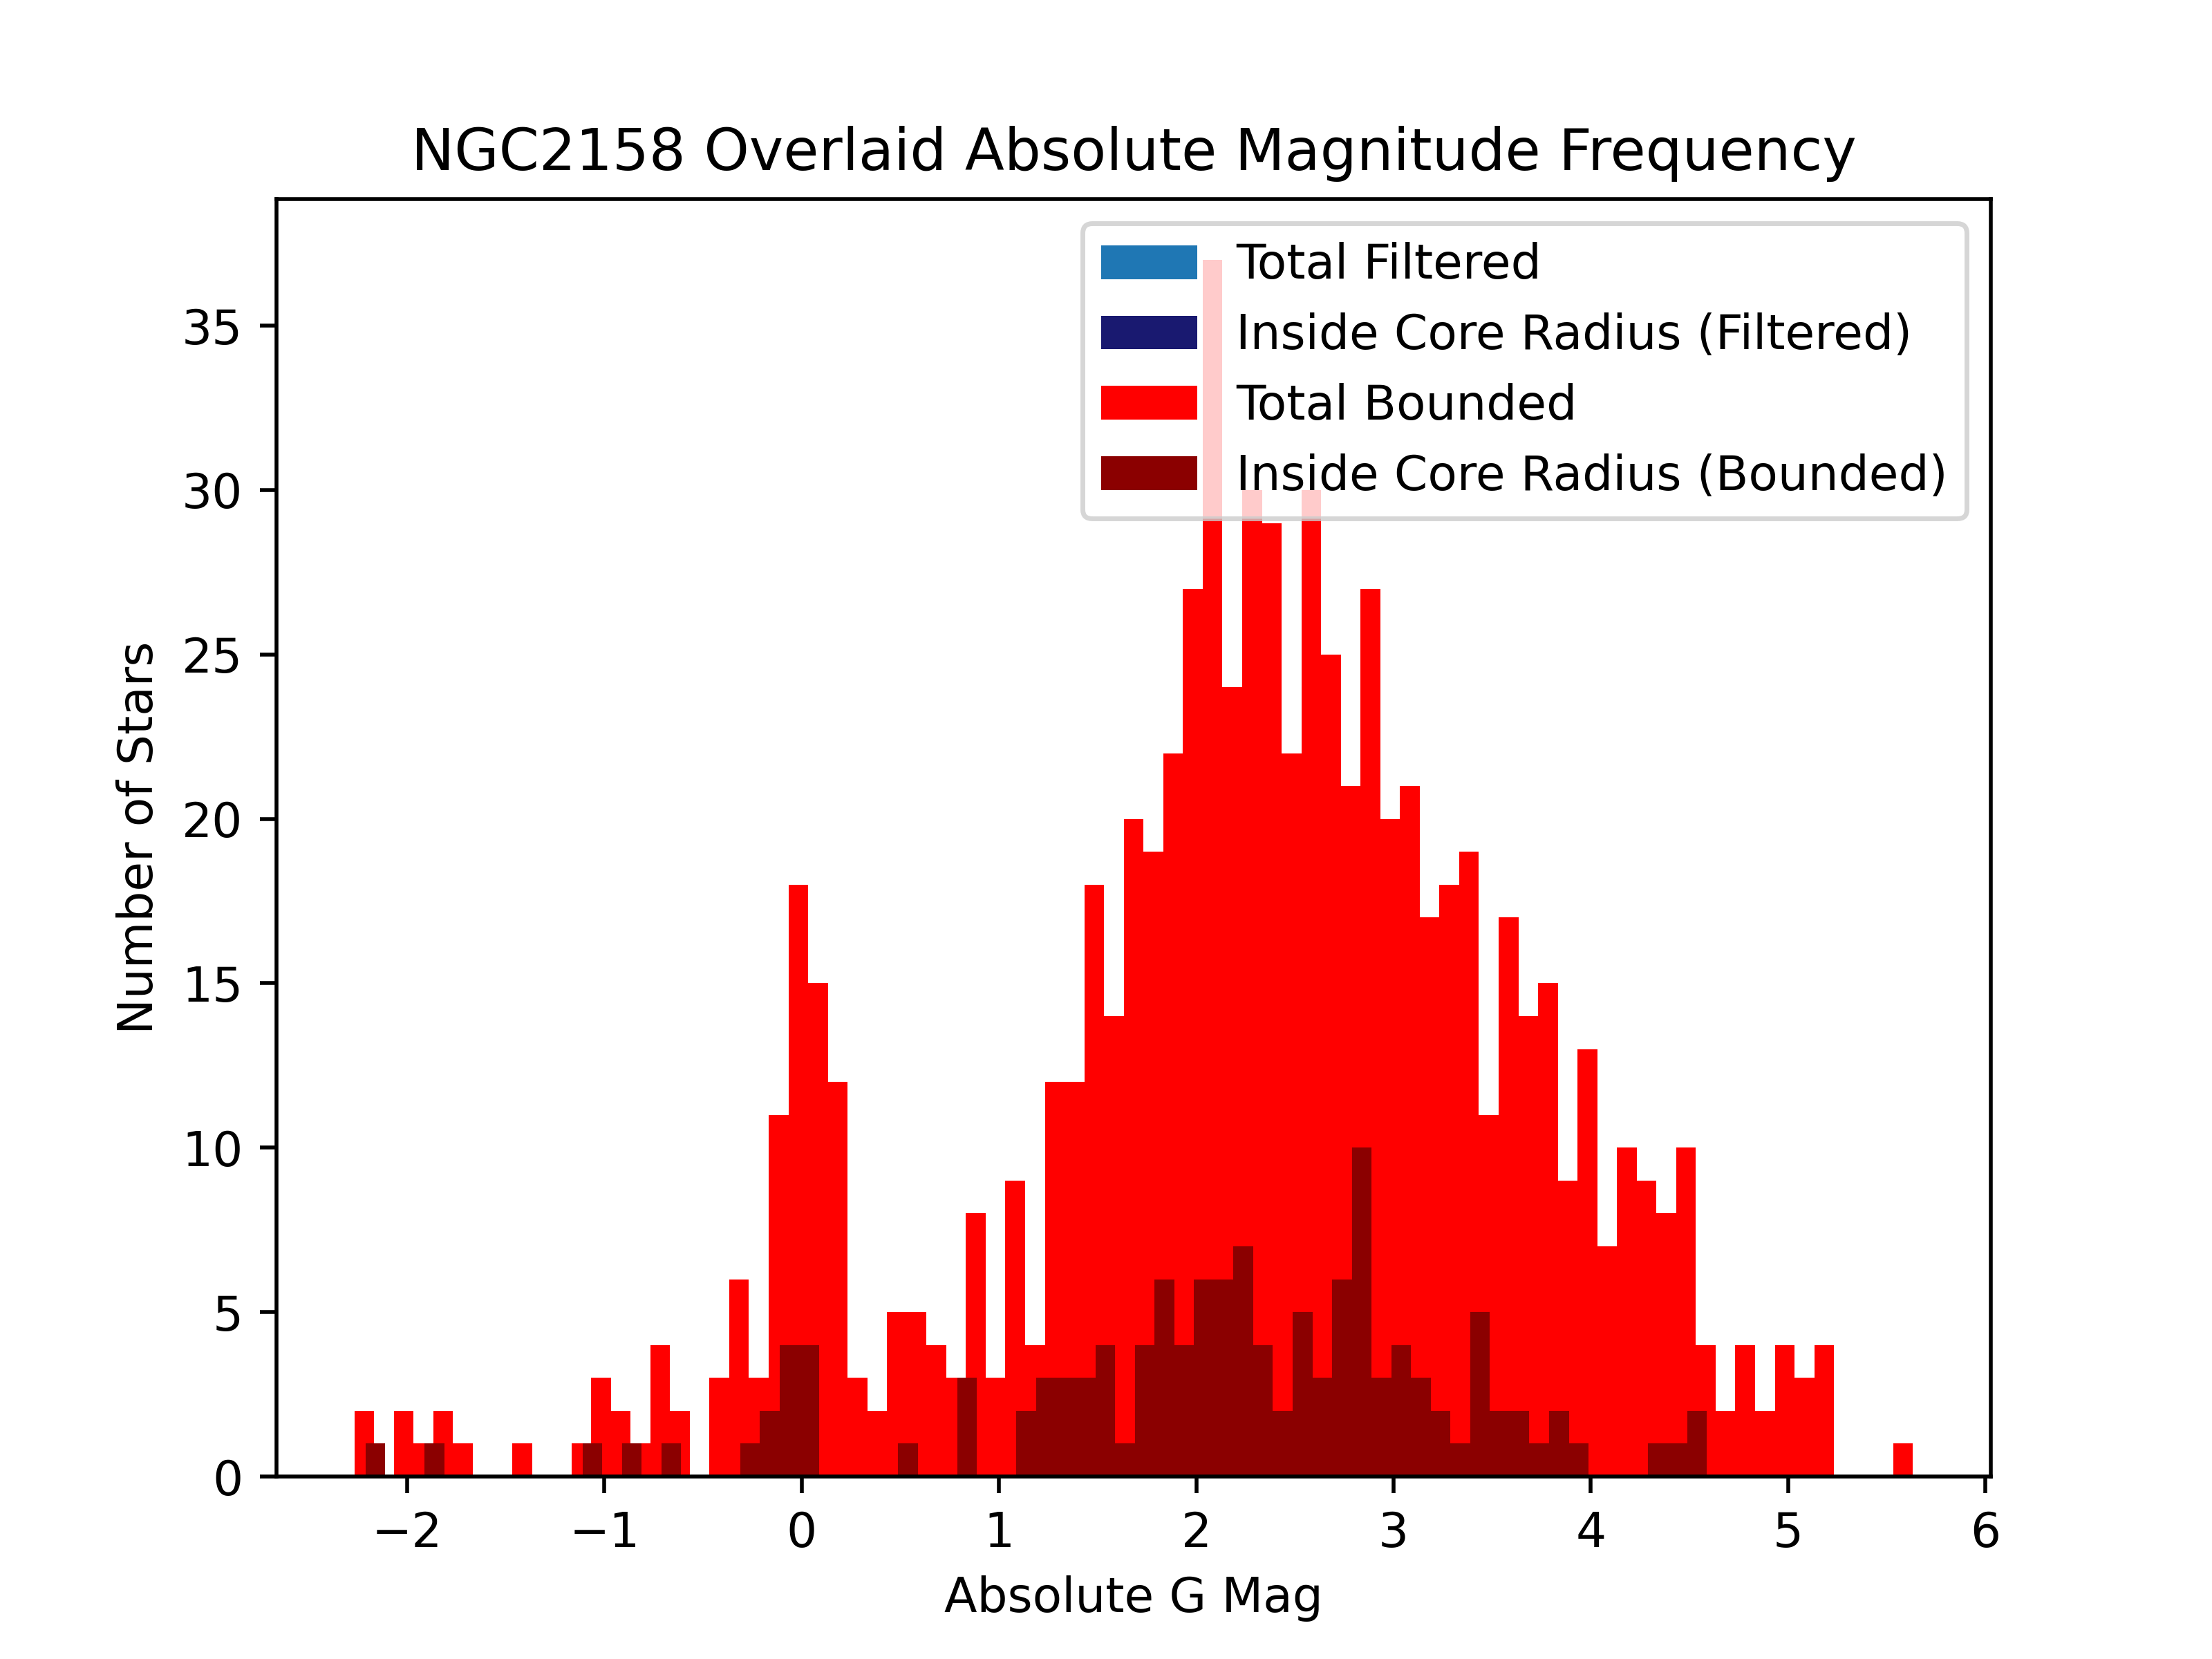 NGC2158 Overlaid Absolute Magnitude Frequency
Total Filtered
Inside Core Radius (Filtered)
Total Bounded
Inside Core Radius (Bounded)
35
30
25
20
15
10
5
0
Number of Stars
−2 −1 0 1 2 3 4 5 6
Absolute G Mag